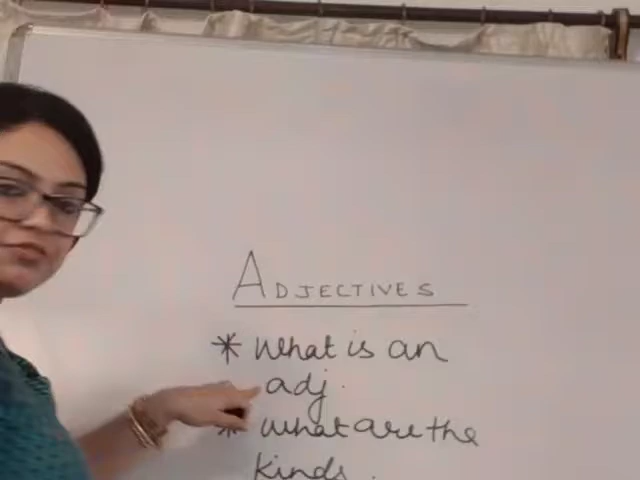 ADJECTIVES
* What is an
adj.
* What are the
kinds.